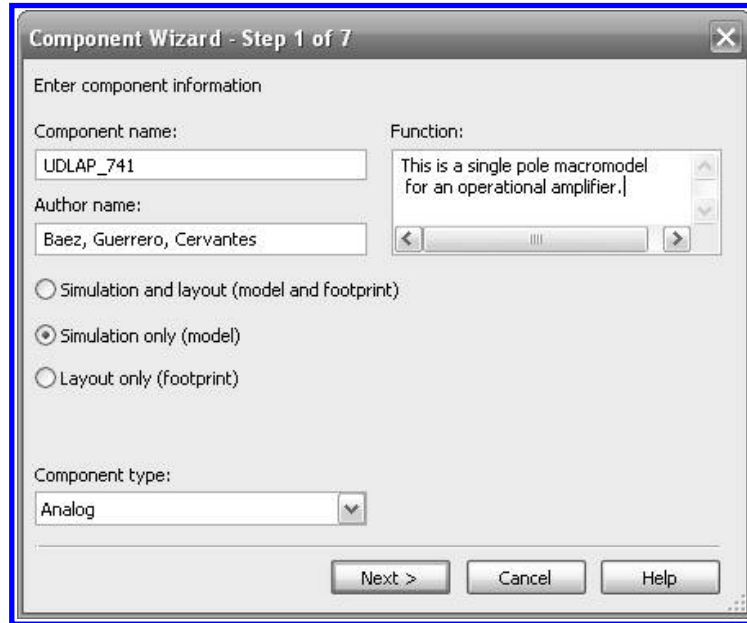 Component Wizard - Step 1 of 7
Enter component information
Component name:
UDLAP_741
Author name:
Baez, Guerrero, Cervantes
Function:
This is a single pole macromodel
for an operational amplifier.
Simulation and layout (model and footprint)
Simulation only (model)
Layout only (footprint)
Component type:
Analog
Next >
Cancel
Help